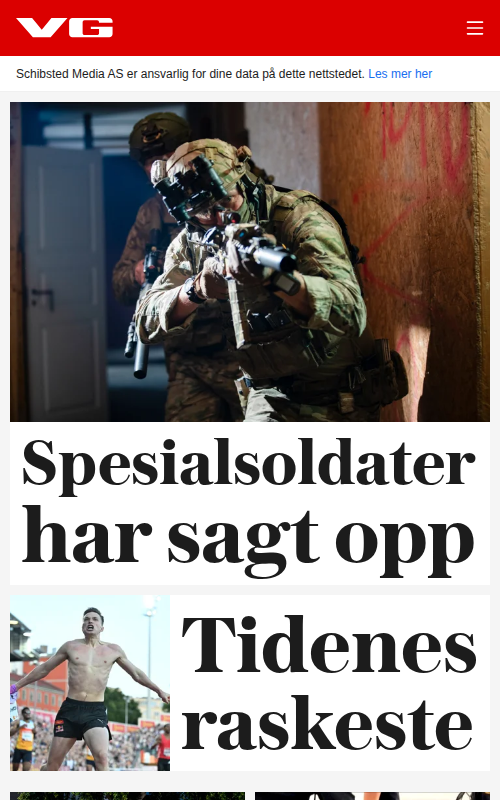 VG
Schibsted Media AS er ansvarlig for dine data på dette nettstedet. Les mer her
Spesialsoldater
har sagt opp
Tidenes
raskeste